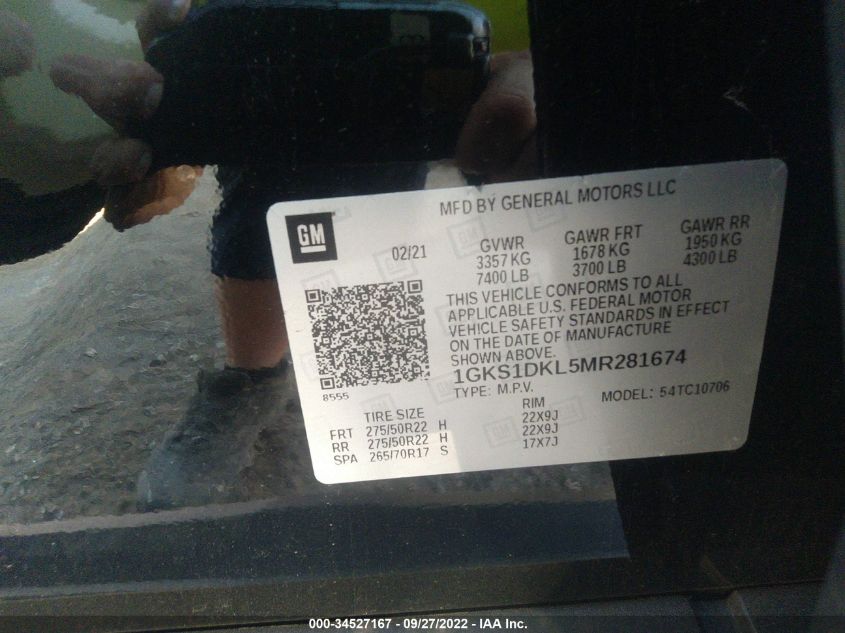 MFD BY GENERAL MOTORS LLC
GM
02/21
GVWR GAWR FRT GAWR RR
3357 KG 1678 KG 1950 KG
7400 LB 3700 LB 4300 LB
THIS VEHICLE CONFORMS TO ALL
APPLICABLE U.S. FEDERAL MOTOR
VEHICLE SAFETY STANDARDS IN EFFECT
ON THE DATE OF MANUFACTURE
SHOWN ABOVE.
1GKS1DKL5MR281674
TYPE: M.P.V. MODEL: 54TC10706
8555
TIRE SIZE RIM
FRT 275/50R22 H 22X9J
RR 275/50R22 H 22X9J
SPA 265/70R17 S 17X7J
000-34527167 - 09/27/2022 - IAA Inc.